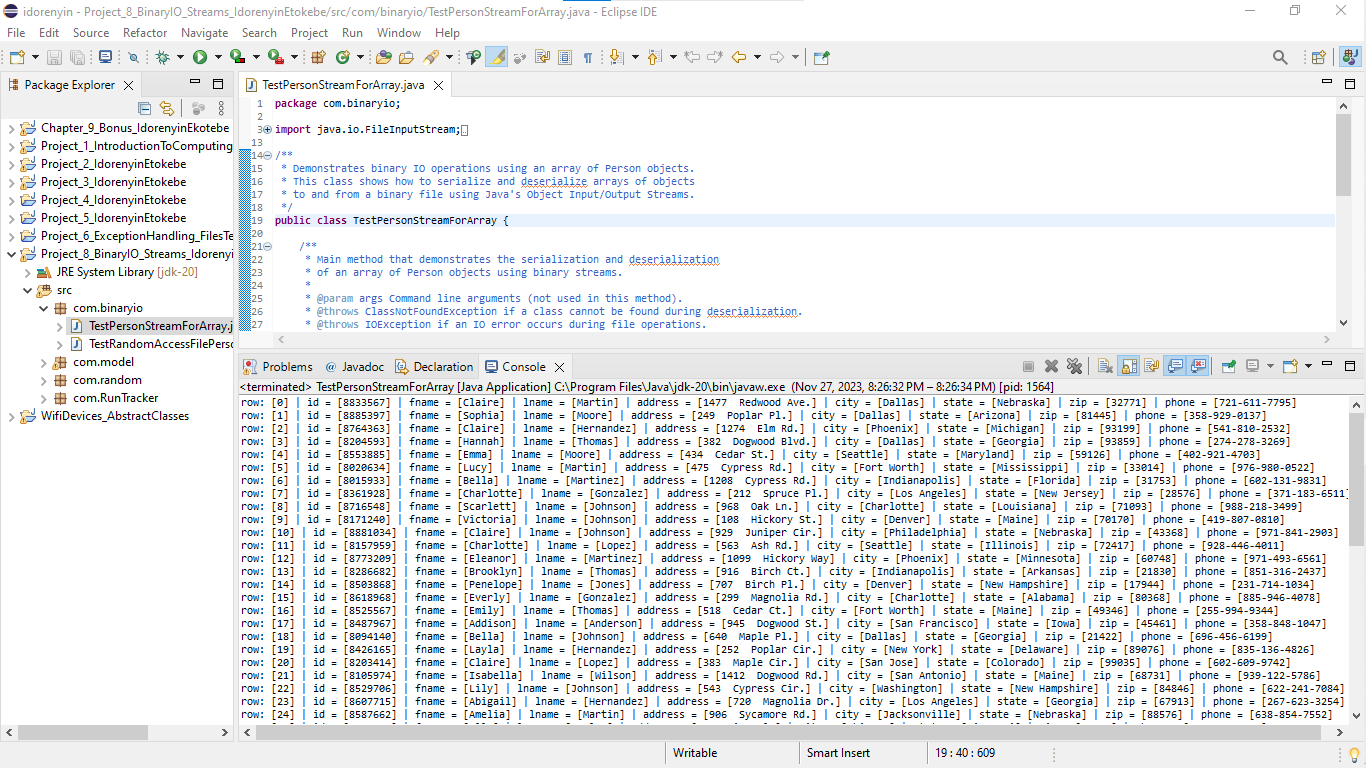 idorenyin - Project_8_BinaryIO_Streams_IdorenyinEtokebe/src/com/binaryio/TestPersonStreamForArray.java - Eclipse IDE
File Edit Source Refactor Navigate Search Project Run Window Help
Package Explorer
Chapter_9_Bonus_IdorenyinEkotebe
Project_1_IntroductionToComputing
Project_2_IdorenyinEtokebe
Project_3_IdorenyinEtokebe
Project_4_IdorenyinEtokebe
Project_5_IdorenyinEtokebe
Project_6_ExceptionHandling_FilesTe
Project_8_BinaryIO_Streams_Idorenyi
JRE System Library [jdk-20]
src
com.binaryio
TestPersonStreamForArray.j
TestRandomAccessFilePerso
com.model
com.random
com.RunTracker
WifiDevices_AbstractClasses
TestPersonStreamForArray.java
1 package com.binaryio;
2
3 import java.io.FileInputStream;
13
14 /**
15 * Demonstrates binary IO operations using an array of Person objects.
16 * This class shows how to serialize and deserialize arrays of objects
17 * to and from a binary file using Java's Object Input/Output Streams.
18 */
19 public class TestPersonStreamForArray {
20
21 /**
22 * Main method that demonstrates the serialization and deserialization
23 * of an array of Person objects using binary streams.
24 *
25 * @param args Command line arguments (not used in this method).
26 * @throws ClassNotFoundException if a class cannot be found during deserialization.
27 * @throws IOException if an IO error occurs during file operations.
Problems Javadoc Declaration Console
<terminated> TestPersonStreamForArray [Java Application] C:\Program Files\Java\jdk-20\bin\javaw.exe (Nov 27, 2023, 8:26:32 PM – 8:26:34 PM) [pid: 1564]
row: [0] | id = [8833567] | fname = [Claire] | lname = [Martin] | address = [1477  Redwood Ave.] | city = [Dallas] | state = [Nebraska] | zip = [32771] | phone = [721-611-7795]
row: [1] | id = [8885397] | fname = [Sophia] | lname = [Moore] | address = [249  Poplar Pl.] | city = [Dallas] | state = [Arizona] | zip = [81445] | phone = [358-929-0137]
row: [2] | id = [8764363] | fname = [Claire] | lname = [Hernandez] | address = [1274  Elm Rd.] | city = [Phoenix] | state = [Michigan] | zip = [93199] | phone = [541-810-2532]
row: [3] | id = [8204593] | fname = [Hannah] | lname = [Thomas] | address = [382  Dogwood Blvd.] | city = [Dallas] | state = [Georgia] | zip = [93859] | phone = [274-278-3269]
row: [4] | id = [8553885] | fname = [Emma] | lname = [Moore] | address = [434  Cedar St.] | city = [Seattle] | state = [Maryland] | zip = [59126] | phone = [402-921-4703]
row: [5] | id = [8020634] | fname = [Lucy] | lname = [Martin] | address = [475  Cypress Rd.] | city = [Fort Worth] | state = [Mississippi] | zip = [33014] | phone = [976-980-0522]
row: [6] | id = [8015933] | fname = [Bella] | lname = [Martinez] | address = [1208  Cypress Rd.] | city = [Indianapolis] | state = [Florida] | zip = [31753] | phone = [602-131-9831]
row: [7] | id = [8361928] | fname = [Charlotte] | lname = [Gonzalez] | address = [212  Spruce Pl.] | city = [Los Angeles] | state = [New Jersey] | zip = [28576] | phone = [371-183-6511]
row: [8] | id = [8716548] | fname = [Scarlett] | lname = [Johnson] | address = [968  Oak Ln.] | city = [Charlotte] | state = [Louisiana] | zip = [71093] | phone = [988-218-3499]
row: [9] | id = [8171240] | fname = [Victoria] | lname = [Johnson] | address = [108  Hickory St.] | city = [Denver] | state = [Maine] | zip = [70170] | phone = [419-807-0810]
row: [10] | id = [8881034] | fname = [Claire] | lname = [Johnson] | address = [929  Juniper Cir.] | city = [Philadelphia] | state = [Nebraska] | zip = [43368] | phone = [971-841-2903]
row: [11] | id = [8157959] | fname = [Charlotte] | lname = [Lopez] | address = [563  Ash Rd.] | city = [Seattle] | state = [Illinois] | zip = [72417] | phone = [928-446-4011]
row: [12] | id = [8773209] | fname = [Eleanor] | lname = [Martinez] | address = [1099  Hickory Way] | city = [Phoenix] | state = [Minnesota] | zip = [60748] | phone = [971-493-6561]
row: [13] | id = [8286682] | fname = [Brooklyn] | lname = [Thomas] | address = [916  Birch Ct.] | city = [Indianapolis] | state = [Arkansas] | zip = [21830] | phone = [851-316-2437]
row: [14] | id = [8503868] | fname = [Penelope] | lname = [Jones] | address = [707  Birch Pl.] | city = [Denver] | state = [New Hampshire] | zip = [17944] | phone = [231-714-1034]
row: [15] | id = [8618968] | fname = [Everly] | lname = [Gonzalez] | address = [299  Magnolia Rd.] | city = [Charlotte] | state = [Alabama] | zip = [80368] | phone = [885-946-4078]
row: [16] | id = [8525567] | fname = [Emily] | lname = [Thomas] | address = [518  Cedar Ct.] | city = [Fort Worth] | state = [Maine] | zip = [49346] | phone = [255-994-9344]
row: [17] | id = [8487967] | fname = [Addison] | lname = [Anderson] | address = [945  Dogwood St.] | city = [San Francisco] | state = [Iowa] | zip = [45461] | phone = [358-848-1047]
row: [18] | id = [8094140] | fname = [Bella] | lname = [Johnson] | address = [640  Maple Pl.] | city = [Dallas] | state = [Georgia] | zip = [21422] | phone = [696-456-6199]
row: [19] | id = [8426165] | fname = [Layla] | lname = [Hernandez] | address = [252  Poplar Cir.] | city = [New York] | state = [Delaware] | zip = [89076] | phone = [835-136-4826]
row: [20] | id = [8203414] | fname = [Claire] | lname = [Lopez] | address = [383  Maple Cir.] | city = [San Jose] | state = [Colorado] | zip = [99035] | phone = [602-609-9742]
row: [21] | id = [8105974] | fname = [Isabella] | lname = [Wilson] | address = [1412  Dogwood Rd.] | city = [San Antonio] | state = [Maine] | zip = [68731] | phone = [939-122-5786]
row: [22] | id = [8529706] | fname = [Lily] | lname = [Johnson] | address = [543  Cypress Cir.] | city = [Washington] | state = [New Hampshire] | zip = [84846] | phone = [622-241-7084]
row: [23] | id = [8607715] | fname = [Abigail] | lname = [Hernandez] | address = [720  Magnolia Dr.] | city = [Los Angeles] | state = [Georgia] | zip = [67913] | phone = [267-623-3254]
row: [24] | id = [8587662] | fname = [Amelia] | lname = [Martin] | address = [906  Sycamore Rd.] | city = [Jacksonville] | state = [Nebraska] | zip = [88576] | phone = [638-854-7552]
Writable Smart Insert 19 : 40 : 609